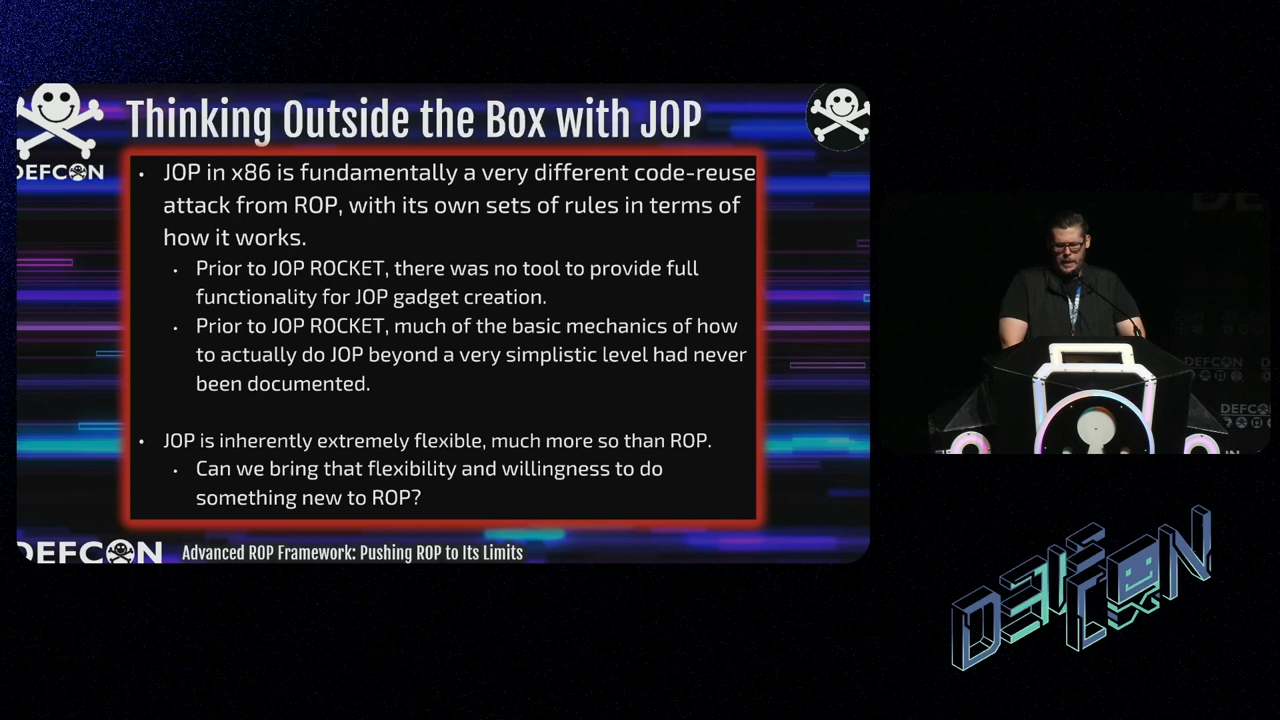 Thinking Outside the Box with JOP
DEFCON
• JOP in x86 is fundamentally a very different code-reuse
attack from ROP, with its own sets of rules in terms of
how it works.
• Prior to JOP ROCKET, there was no tool to provide full
functionality for JOP gadget creation.
• Prior to JOP ROCKET, much of the basic mechanics of how
to actually do JOP beyond a very simplistic level had never
been documented.
• JOP is inherently extremely flexible, much more so than ROP.
• Can we bring that flexibility and willingness to do
something new to ROP?
DEFCON
Advanced ROP Framework: Pushing ROP to Its Limits
DE
DEFCON
DEFCO
DEF CON